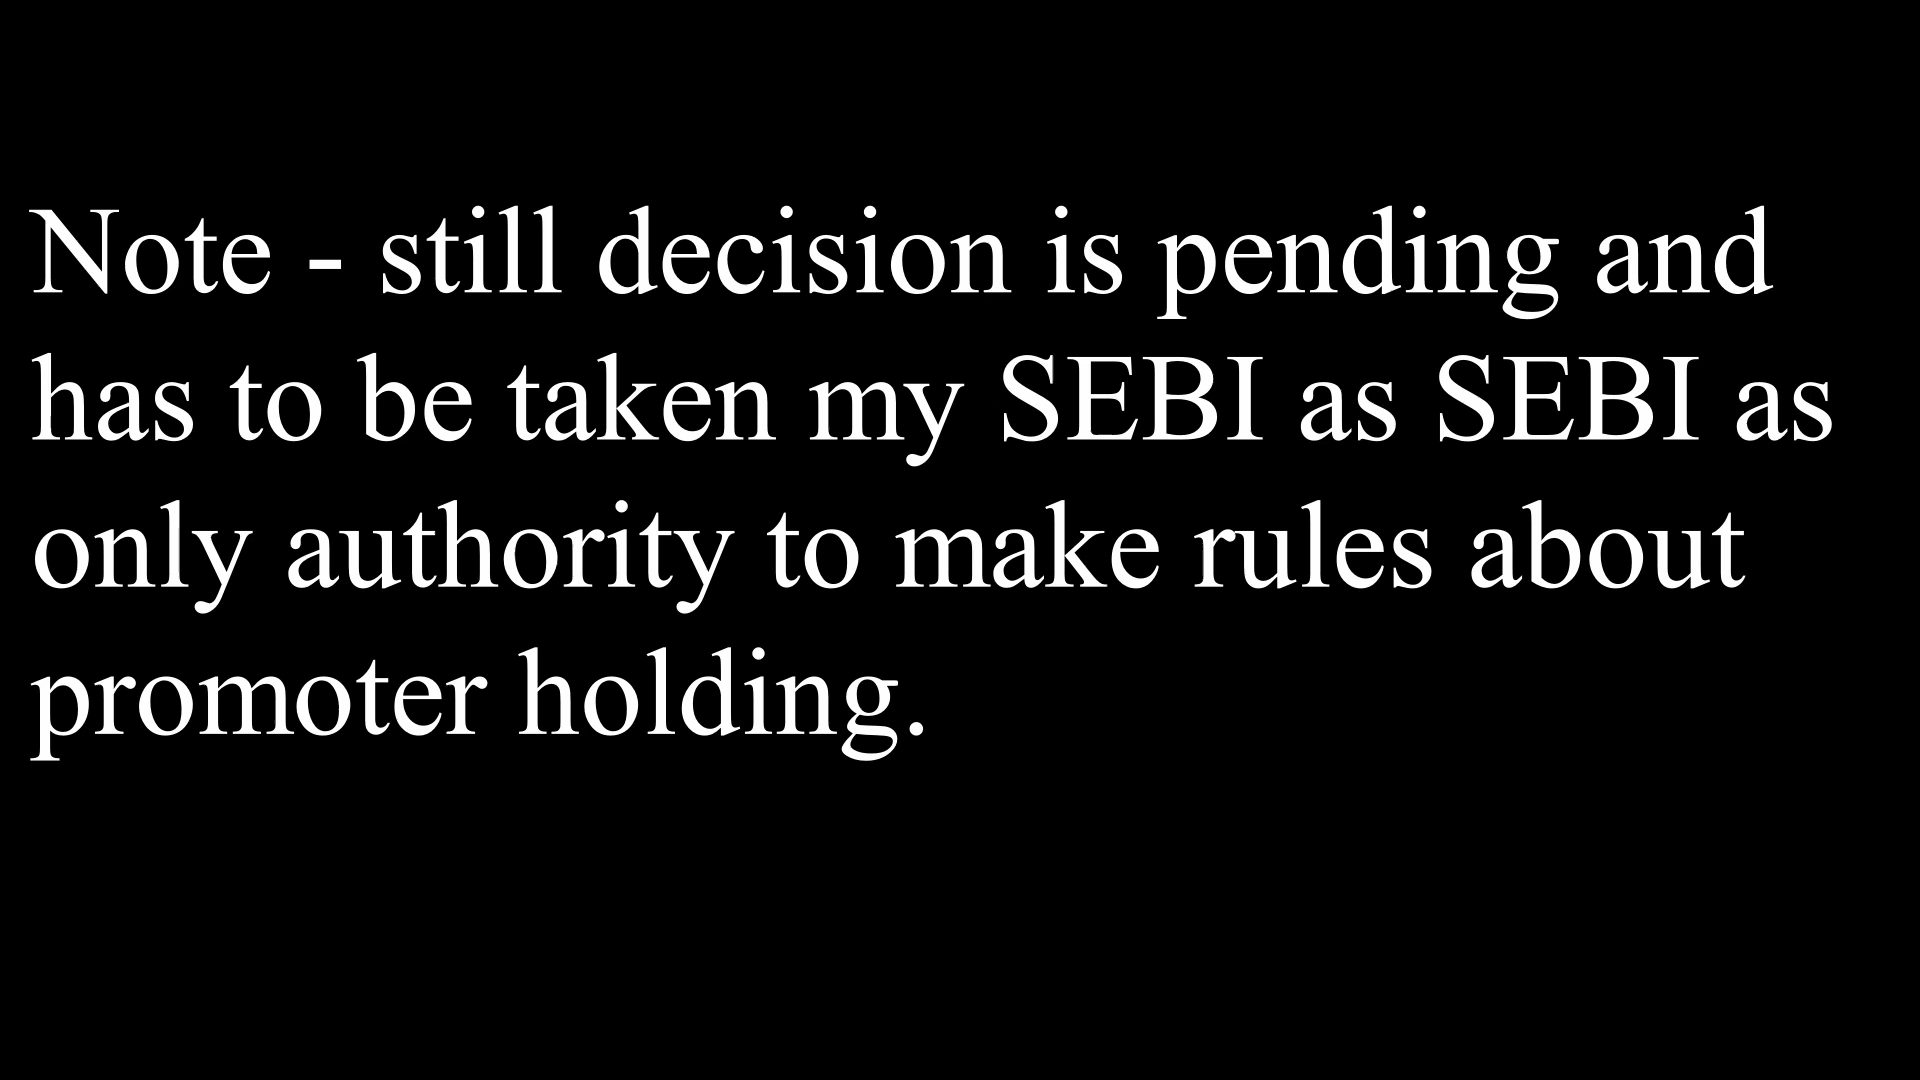 Note - still decision is pending and
has to be taken my SEBI as SEBI as
only authority to make rules about
promoter holding.